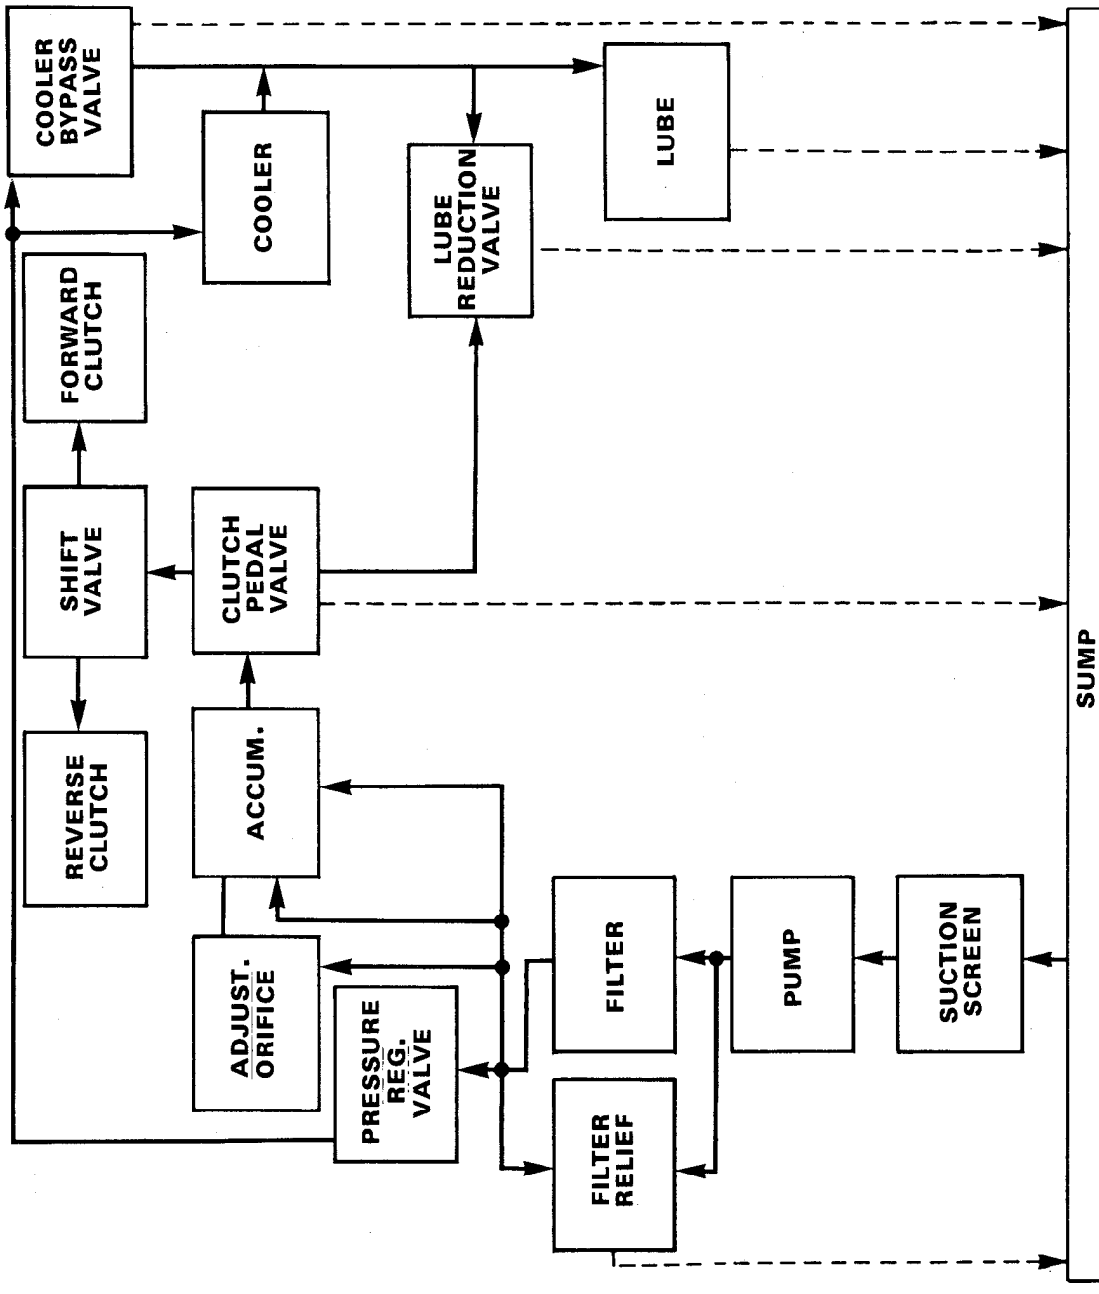 COOLER
BYPASS
VALVE
COOLER
LUBE
REDUCTION
VALVE
LUBE
FORWARD
CLUTCH
SHIFT
VALVE
CLUTCH
PEDAL
VALVE
REVERSE
CLUTCH
ACCUM.
ADJUST.
ORIFICE
PRESSURE
REG.
VALVE
FILTER
FILTER
RELIEF
PUMP
SUCTION
SCREEN
SUMP